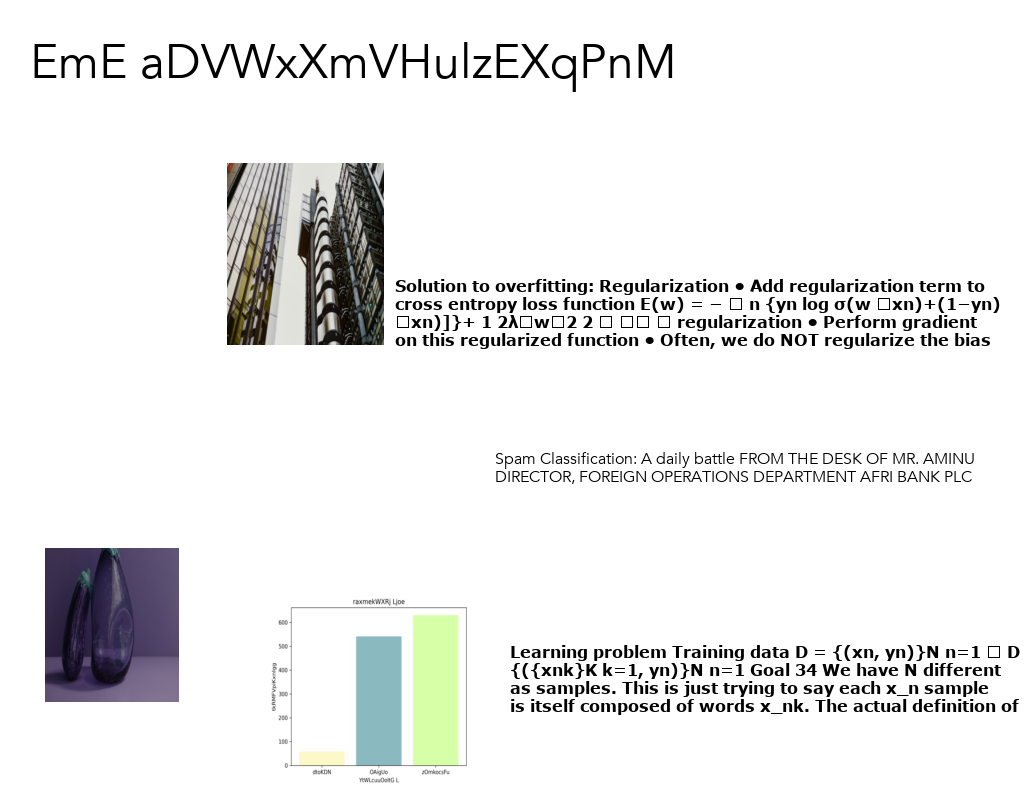 EmE aDVWxXmVHulzEXqPnM
Solution to overfitting: Regularization • Add regularization term to
cross entropy loss function E(w) = − □ n {yn log σ(w □xn)+(1−yn)
□xn)]}+ 1 2λ□w□2 2 □ □□ □ regularization • Perform gradient
on this regularized function • Often, we do NOT regularize the bias
Spam Classification: A daily battle FROM THE DESK OF MR. AMINU
DIRECTOR, FOREIGN OPERATIONS DEPARTMENT AFRI BANK PLC
raxmekWXRj Ljoe
600
500
400
300
200
100
0
dtoKDN
OAigUo
zOmkocsFu
YtWLcuuOoltG L
Learning problem Training data D = {(xn, yn)}N n=1 □ D
{({xnk}K k=1, yn)}N n=1 Goal 34 We have N different
as samples. This is just trying to say each x_n sample
is itself composed of words x_nk. The actual definition of